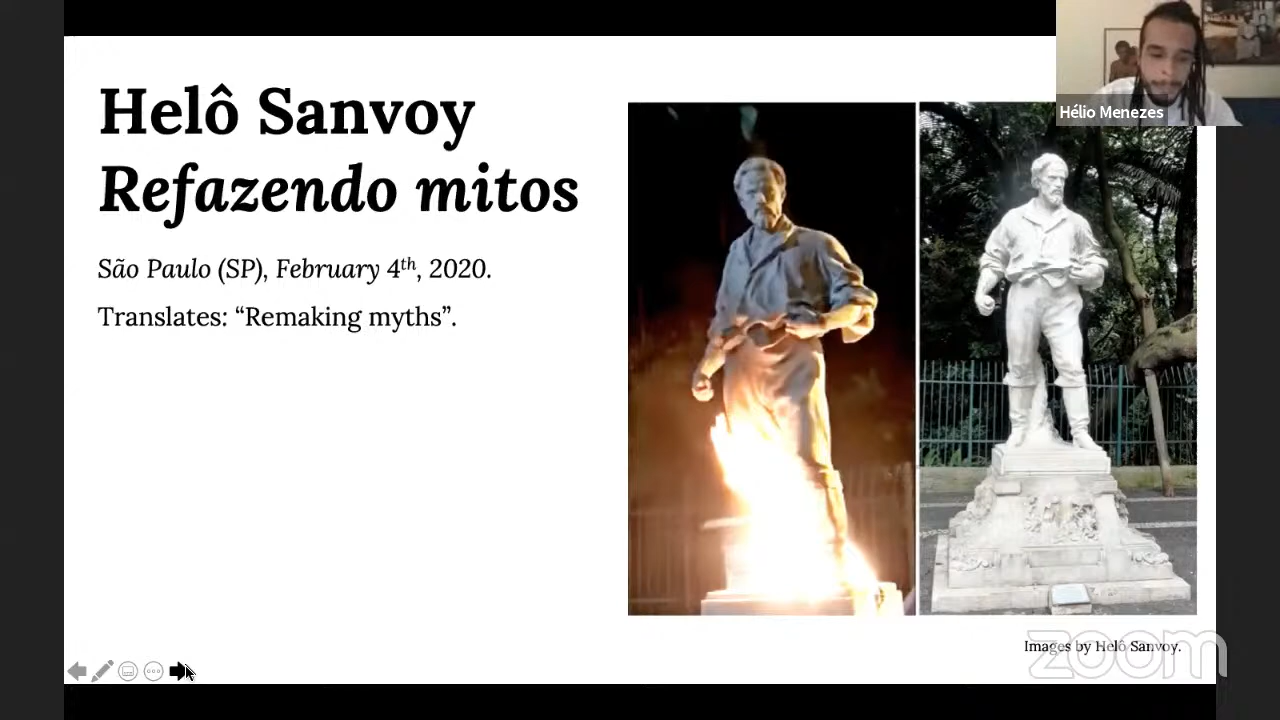 Helô Sanvoy
Refazendo mitos
São Paulo (SP), February 4th, 2020.
Translates: “Remaking myths”.
Hélio Menezes
Images by Helô Sanvoy.
zoom